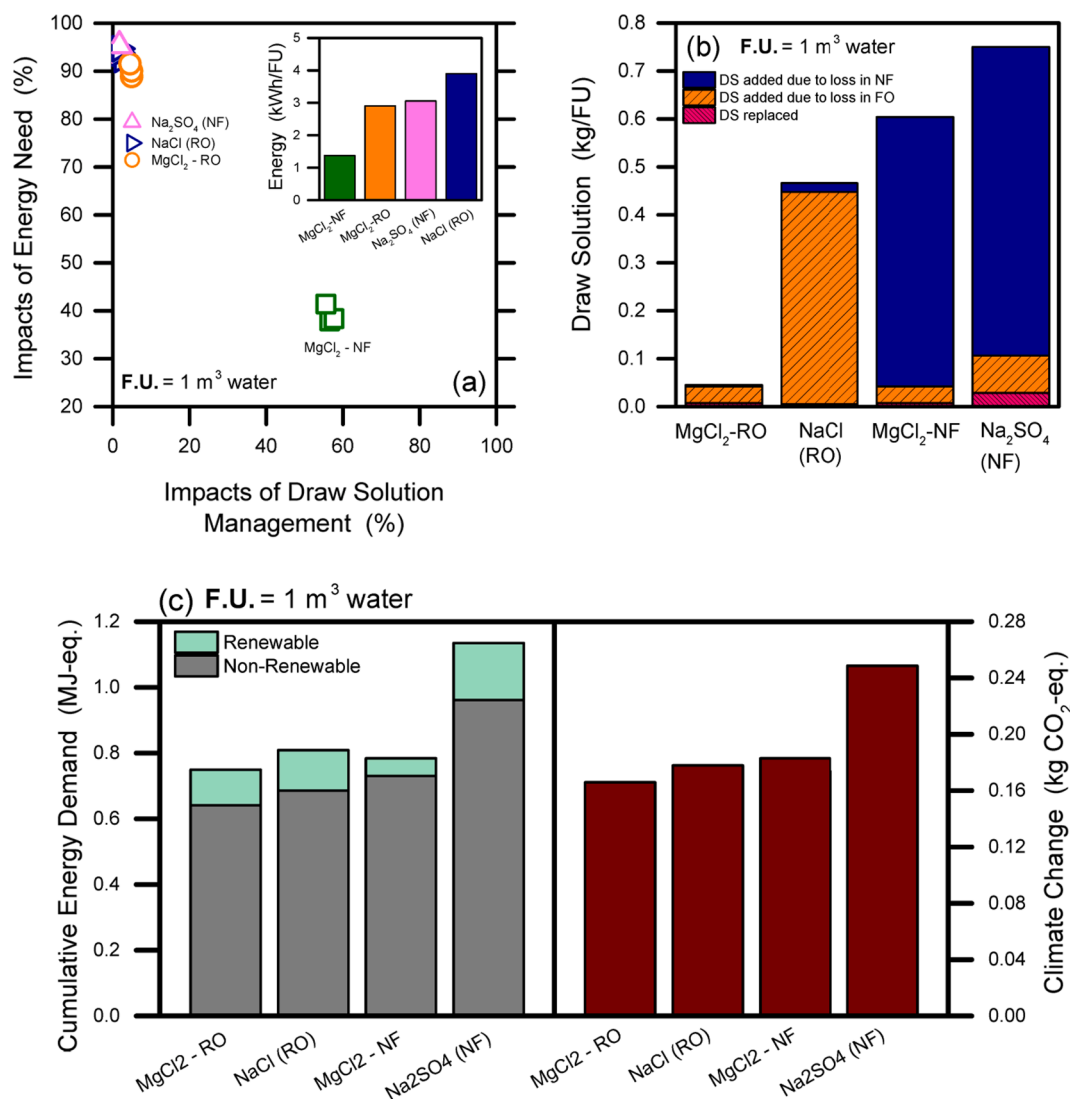 Impacts of Energy Need (%)
100
90
80
70
60
50
40
30
20
Na₂SO₄ (NF)
NaCl (RO)
MgCl₂ - RO
Energy (kWh/FU)
5
4
3
2
1
0
MgCl₂-NF
MgCl₂-RO
Na₂SO₄ (NF)
NaCl (RO)
MgCl₂ - NF
F.U. = 1 m³ water
(a)
0 20 40 60 80 100
Impacts of Draw Solution
Management (%)
Draw Solution (kg/FU)
0.8
0.7
0.6
0.5
0.4
0.3
0.2
0.1
0.0
(b) F.U. = 1 m³ water
DS added due to loss in NF
DS added due to loss in FO
DS replaced
MgCl₂-RO NaCl MgCl₂-NF Na₂SO₄
(RO) (NF)
(c) F.U. = 1 m³ water
Cumulative Energy Demand (MJ-eq.)
1.2
1.0
0.8
0.6
0.4
0.2
0.0
Renewable
Non-Renewable
MgCl2 - RO
NaCl (RO)
MgCl2 - NF
Na2SO4 (NF)
MgCl2 - RO
NaCl (RO)
MgCl2 - NF
Na2SO4 (NF)
0.28
0.24
0.20
0.16
0.12
0.08
0.04
0.00
Climate Change (kg CO₂-eq.)